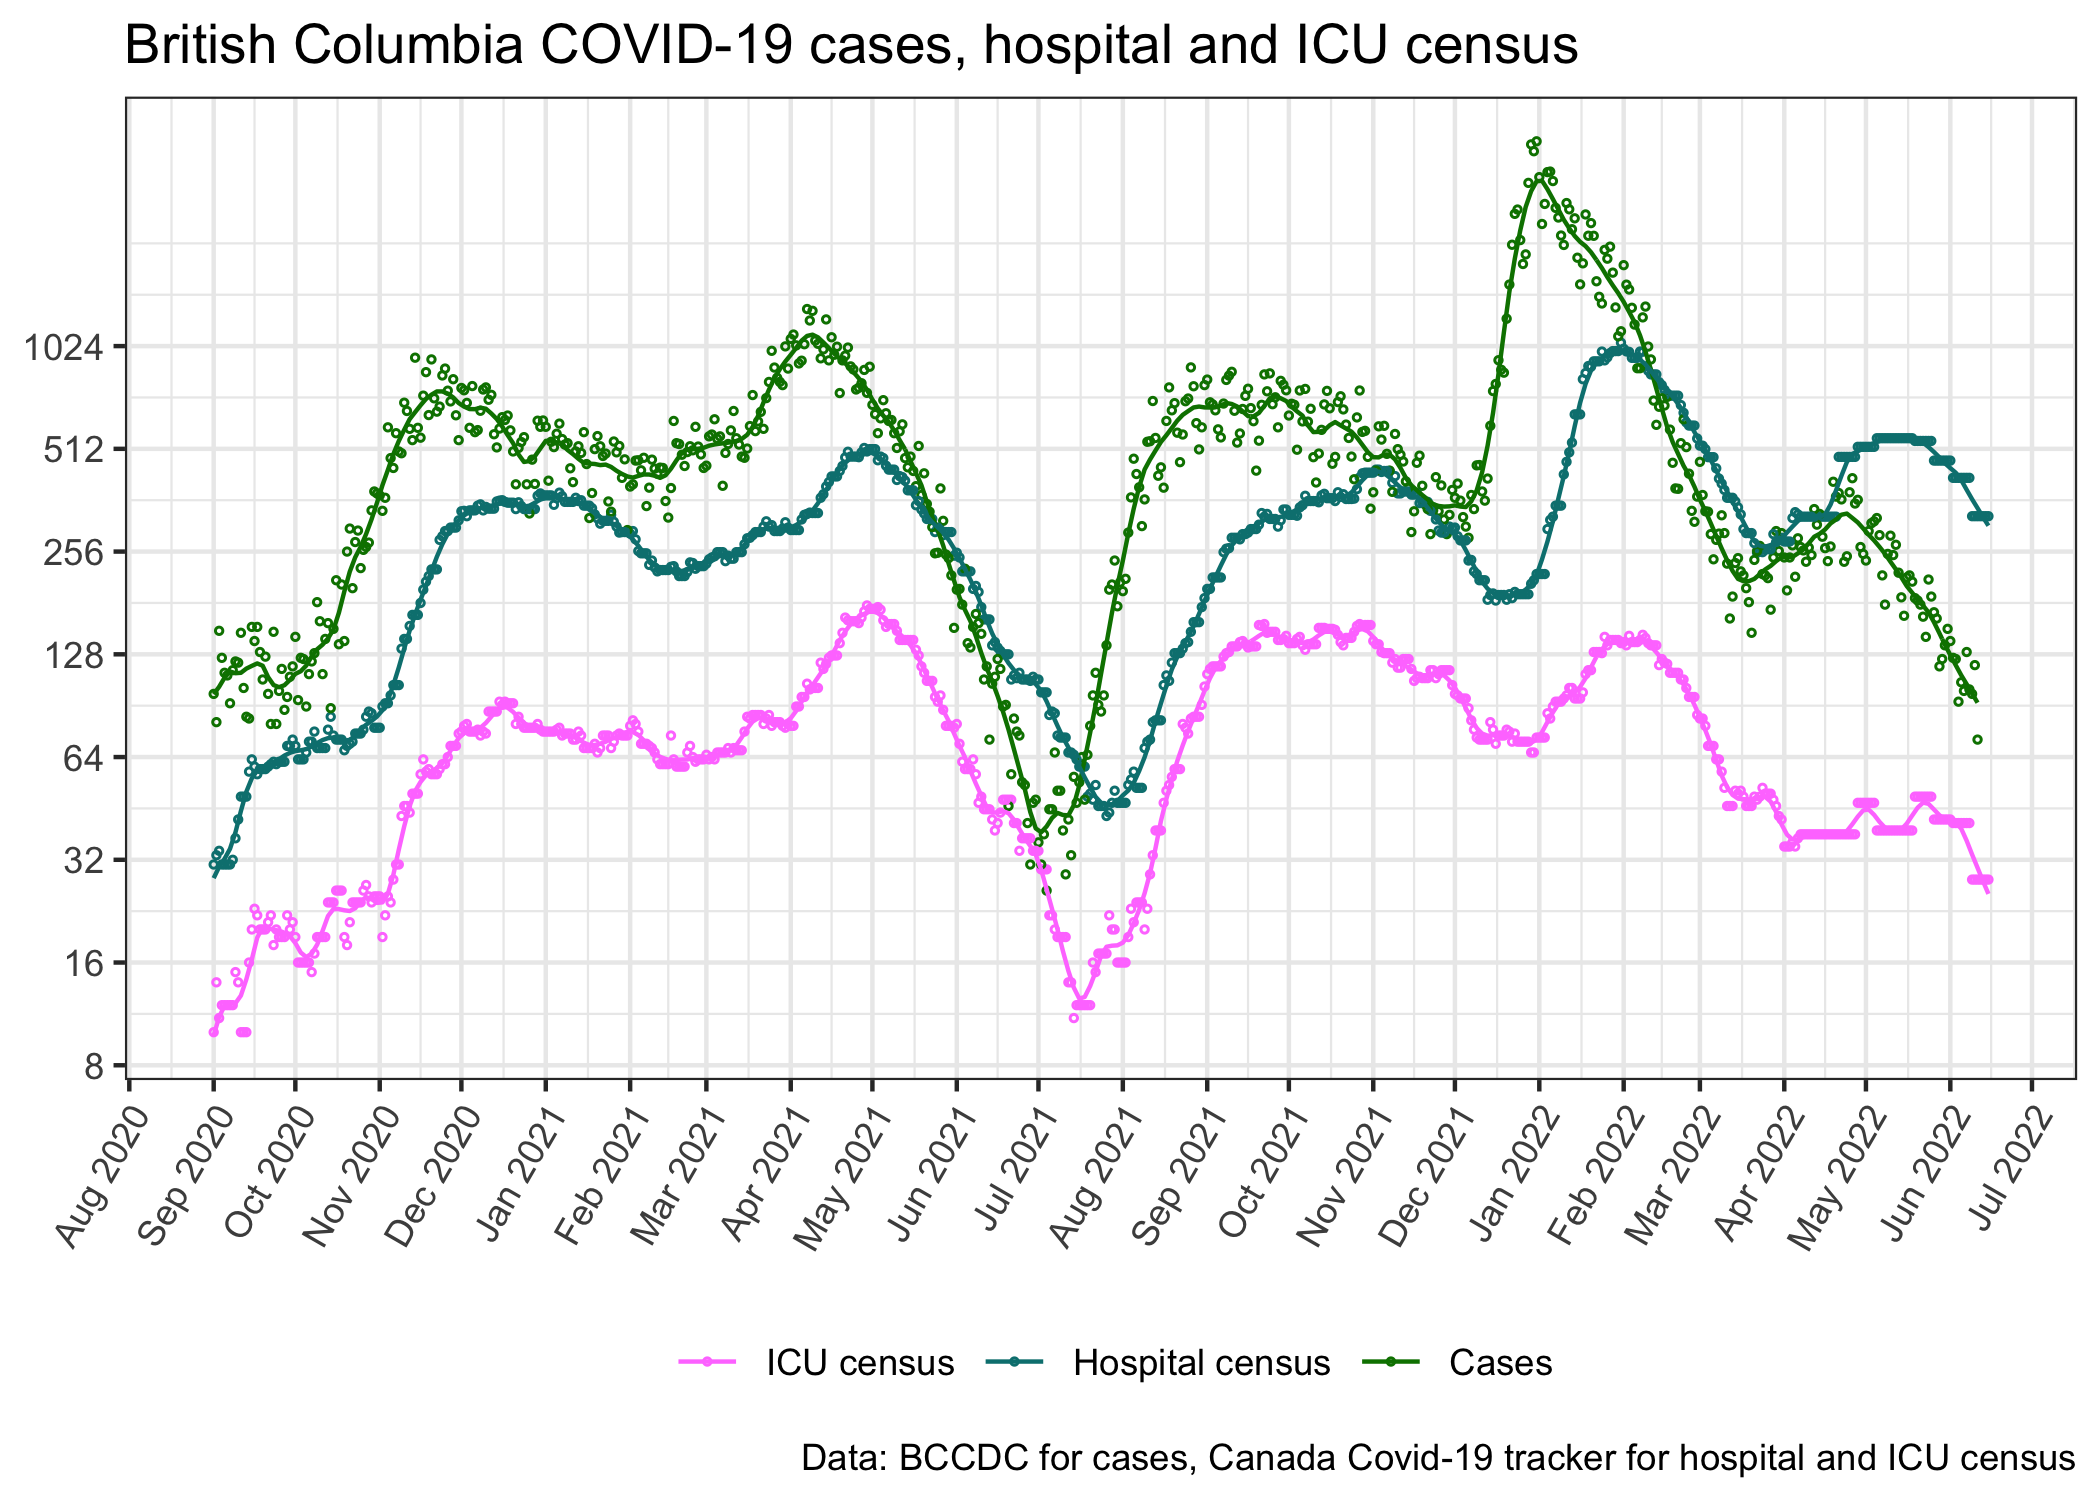 British Columbia COVID-19 cases, hospital and ICU census
1024
512
256
128
64
32
16
8
Aug 2020
Sep 2020
Oct 2020
Nov 2020
Dec 2020
Jan 2021
Feb 2021
Mar 2021
Apr 2021
May 2021
Jun 2021
Jul 2021
Aug 2021
Sep 2021
Oct 2021
Nov 2021
Dec 2021
Jan 2022
Feb 2022
Mar 2022
Apr 2022
May 2022
Jun 2022
Jul 2022
ICU census Hospital census Cases
Data: BCCDC for cases, Canada Covid-19 tracker for hospital and ICU census